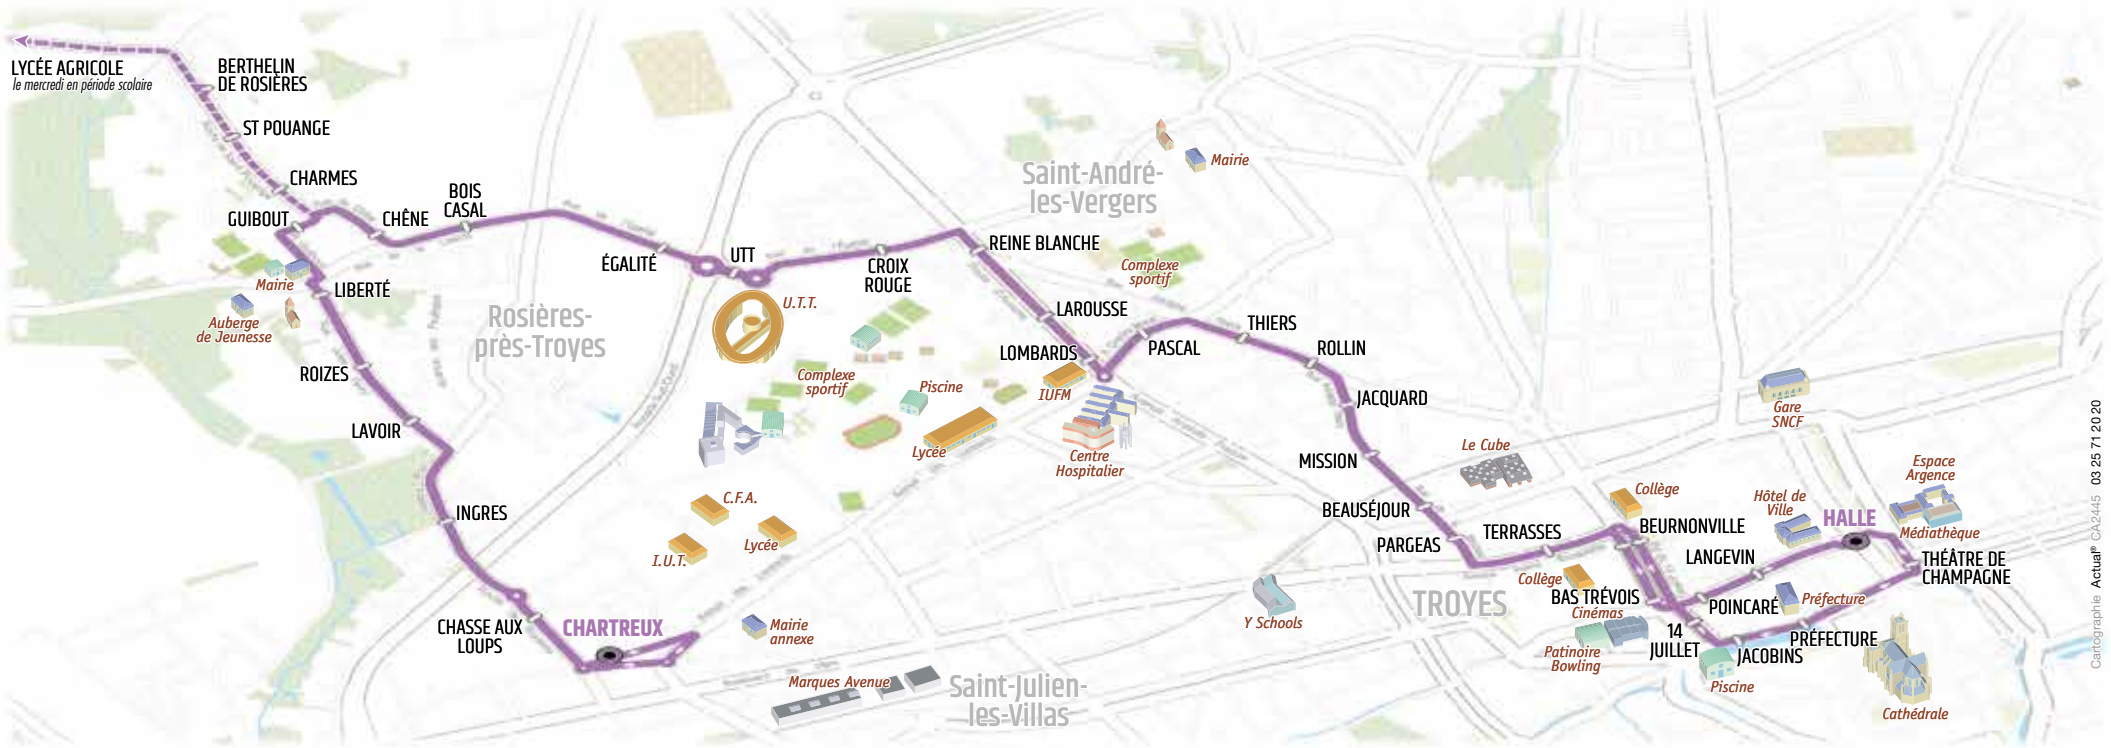 LYCÉE AGRICOLE
le mercredi en période scolaire
BERTHELIN
DE ROSIÈRES
ST POUANGE
CHARMES
GUIBOUT
CHÊNE
BOIS
CASAL
ÉGALITÉ
UTT
CROIX
ROUGE
REINE BLANCHE
LAROUSSE
LOMBARDS
PASCAL
THIERS
ROLLIN
JACQUARD
MISSION
BEAUSÉJOUR
PARGEAS
TERRASSES
BEURNONVILLE
LANGEVIN
HALLE
THÉÂTRE DE
CHAMPAGNE
BAS TRÉVOIS
POINCARÉ
14
JUILLET
JACOBINS
PRÉFECTURE
LIBERTÉ
ROIZES
LAVOIR
INGRES
CHASSE AUX
LOUPS
CHARTREUX
Mairie
Auberge
de Jeunesse
Rosières-
près-Troyes
U.T.T.
Complexe
sportif
Piscine
Lycée
IUFM
Centre
Hospitalier
C.F.A.
I.U.T.
Lycée
Mairie
annexe
Marques Avenue
Saint-Julien-
les-Villas
Saint-André-
les-Vergers
Mairie
Complexe
sportif
Le Cube
Y Schools
TROYES
Collège
Collège
Cinémas
Patinoire
Bowling
Piscine
Gare
SNCF
Hôtel de
Ville
Espace
Argence
Médiathèque
Préfecture
Cathédrale
Cartographie Actual® CA2445 03 25 71 20 20